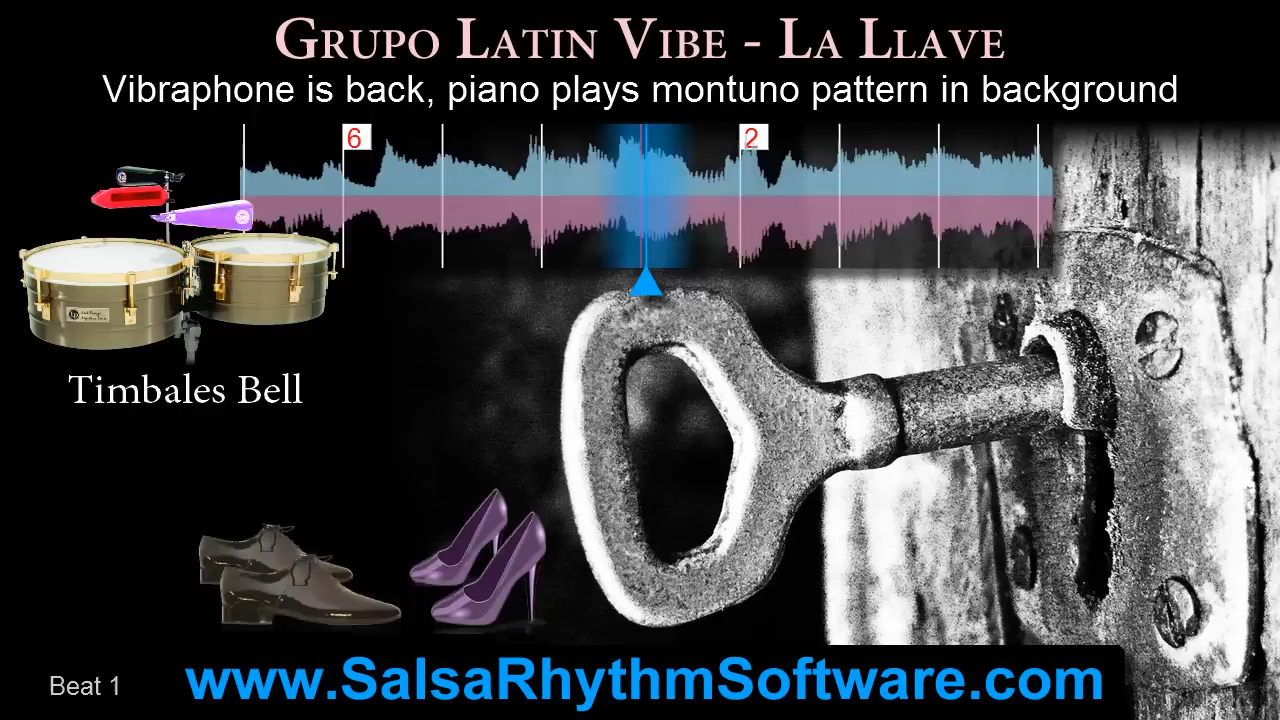 Grupo Latin Vibe - La Llave
Vibraphone is back, piano plays montuno pattern in background
6
2
Timbales Bell
Beat 1
www.SalsaRhythmSoftware.com